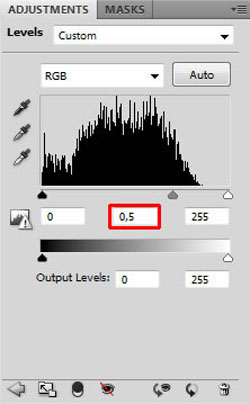 ADJUSTMENTS MASKS
Levels Custom
RGB Auto
0 0,5 255
Output Levels: 0 255